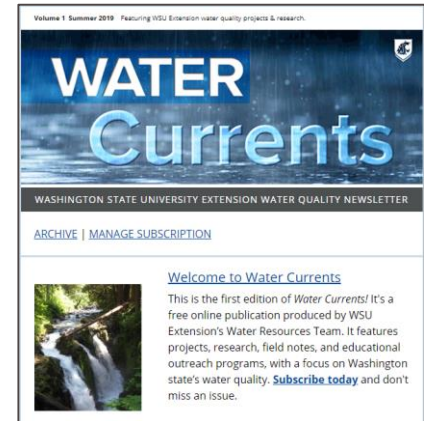 Volume 1 Summer 2019 Featuring WSU Extension water quality projects & research.
WATER
Currents
WASHINGTON STATE UNIVERSITY EXTENSION WATER QUALITY NEWSLETTER
ARCHIVE | MANAGE SUBSCRIPTION
Welcome to Water Currents
This is the first edition of Water Currents! It's a
free online publication produced by WSU
Extension's Water Resources Team. It features
projects, research, field notes, and educational
outreach programs, with a focus on Washington
state's water quality. Subscribe today and don't
miss an issue.